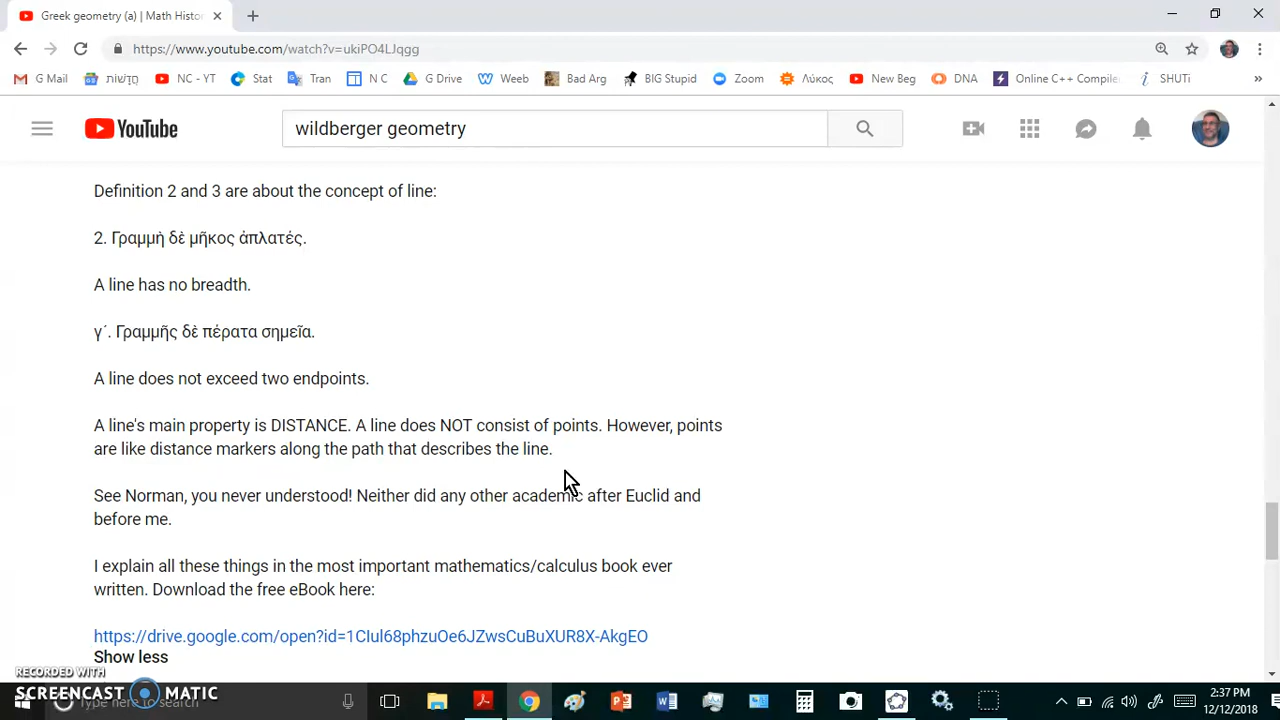 Greek geometry (a) | Math Histo
https://www.youtube.com/watch?v=ukiPO4LJqgg
G Mail
חֲדָשׁוֹת
NC - YT
Stat
Tran
N C
G Drive
Weeb
Bad Arg
BIG Stupid
Zoom
Λύκος
New Beg
DNA
Online C++ Compile
SHUTi
YouTube
wildberger geometry
Definition 2 and 3 are about the concept of line:
2. Γραμμὴ δὲ μῆκος ἀπλατές.
A line has no breadth.
γʹ. Γραμμῆς δὲ πέρατα σημεῖα.
A line does not exceed two endpoints.
A line's main property is DISTANCE. A line does NOT consist of points. However, points
are like distance markers along the path that describes the line.
See Norman, you never understood! Neither did any other academic after Euclid and
before me.
I explain all these things in the most important mathematics/calculus book ever
written. Download the free eBook here:
https://drive.google.com/open?id=1CIul68phzuOe6JZwsCuBuXUR8X-AkgEO
Show less
RECORDED WITH
SCREENCAST MATIC
Type here to search
2:37 PM
12/12/2018